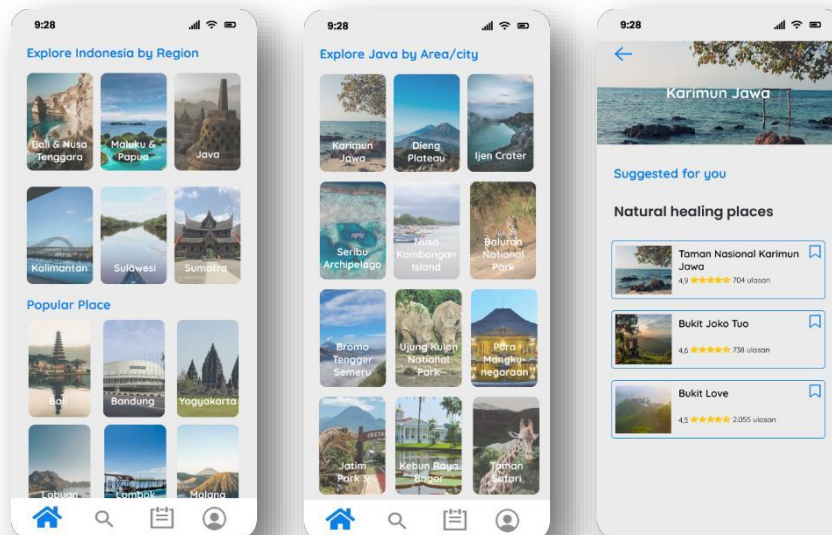 9:28
Explore Indonesia by Region
Bali & Nusa
Tenggara
Maluku &
Papua
Java
Kalimantan
Sulawesi
Sumatra
Popular Place
Bali
Bandung
Yogyakarta
Labuan
Lombok
Malang
9:28
Explore Java by Area/city
Karimun
Jawa
Dieng
Plateau
Ijen Crater
Seribu
Archipelago
Nusa
Kambangan
Island
Baluran
National
Park
Bromo
Tengger
Semeru
Ujung Kulon
National
Park
Pura
Mangku-
negaraan
Jatim
Park 3
Kebun Raya
Bogor
Taman
Safari
9:28
Karimun Jawa
Suggested for you
Natural healing places
Taman Nasional Karimun
Jawa
4,9 704 ulasan
Bukit Joko Tuo
4,6 738 ulasan
Bukit Love
4,5 2.055 ulasan